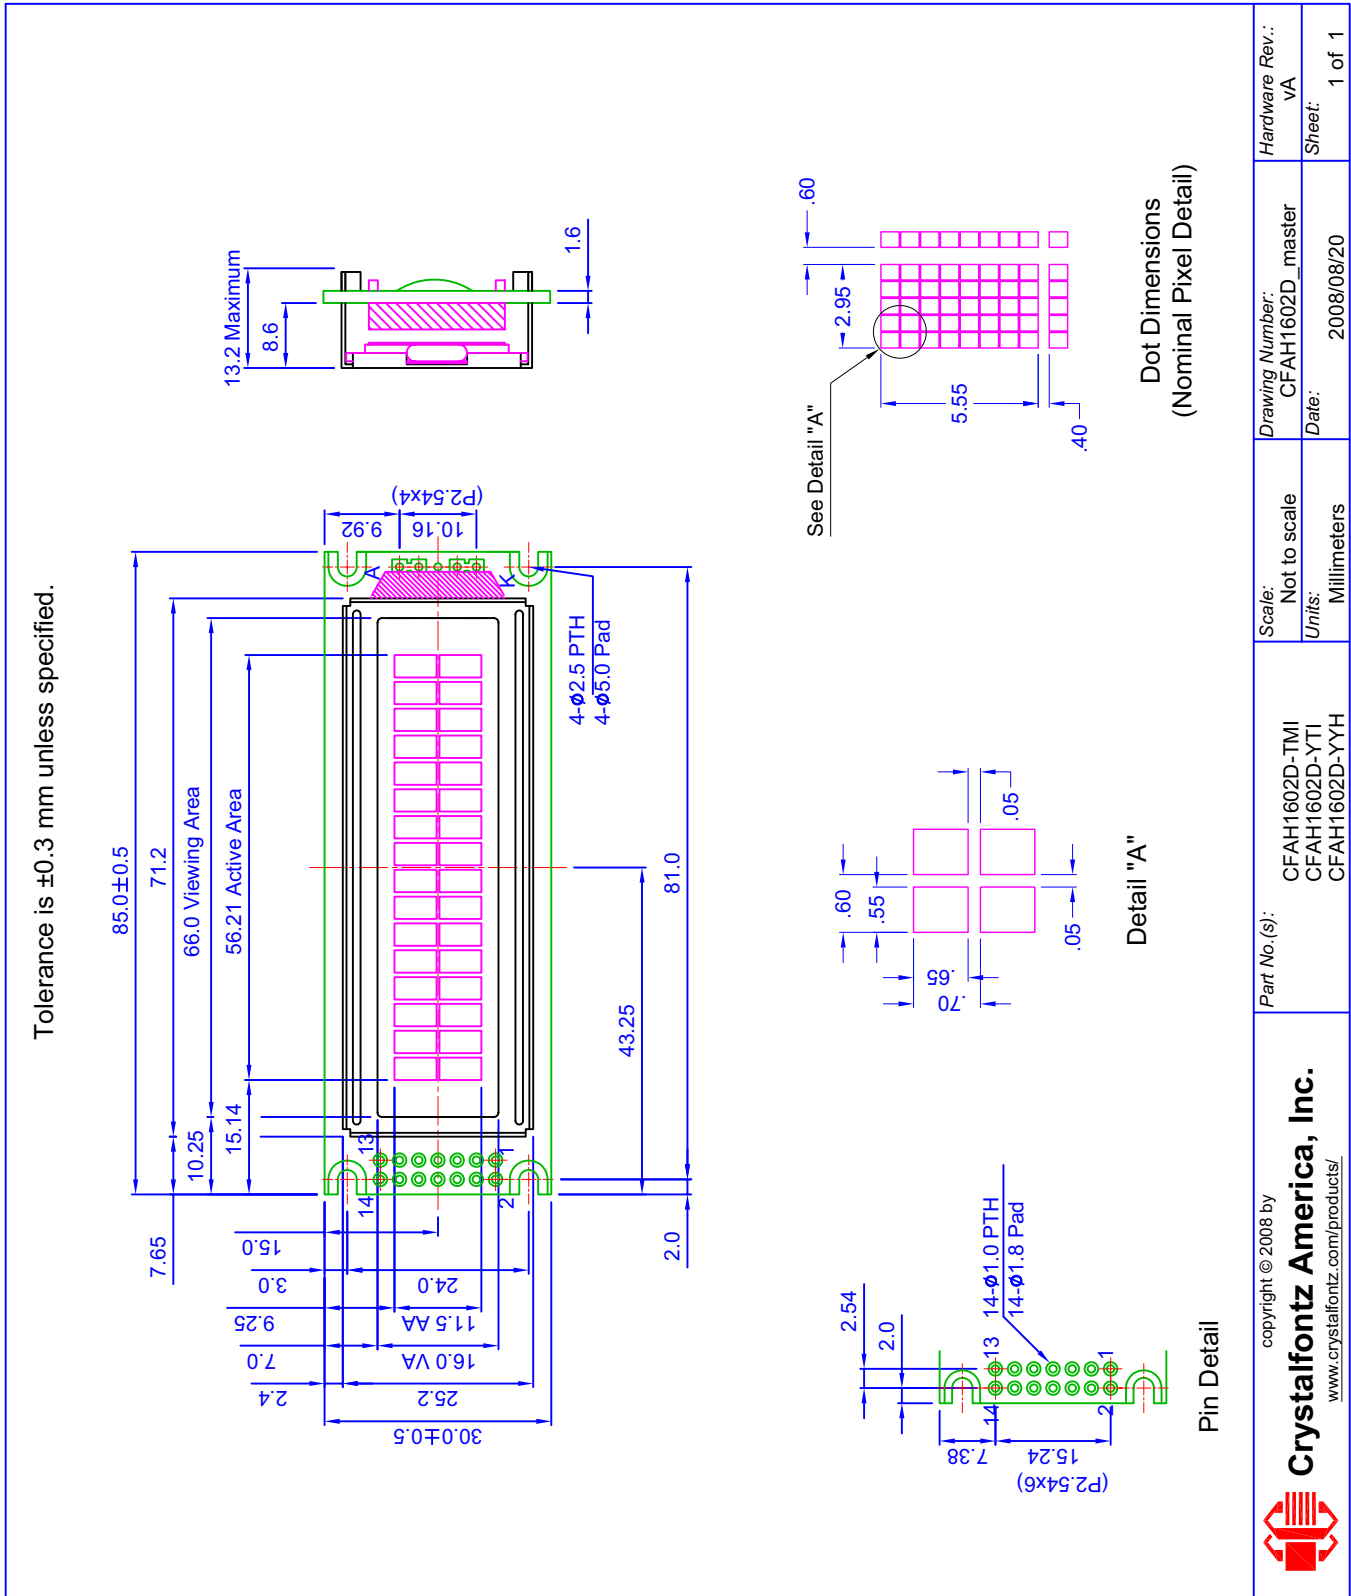 Tolerance is ±0.3 mm unless specified.
85.0±0.5
71.2
66.0 Viewing Area
56.21 Active Area
7.65
10.25
15.14
15.0
3.0
24.0
9.25
11.5 AA
7.0
16.0 VA
2.4
25.2
30.0±0.5
14
13
2
1
A
K
9.92
10.16
(P2.54x4)
4-ø2.5 PTH
4-ø5.0 Pad
43.25
81.0
2.0
13.2 Maximum
8.6
1.6
2.54
2.0
14-ø1.0 PTH
14-ø1.8 Pad
14
13
2
1
7.38
15.24
(P2.54x6)
Pin Detail
.60
.55
.65
.70
.05
.05
Detail "A"
See Detail "A"
2.95
.60
5.55
.40
Dot Dimensions
(Nominal Pixel Detail)
copyright © 2008 by
Crystalfontz America, Inc.
www.crystalfontz.com/products/
Part No.(s):
CFAH1602D-TMI
CFAH1602D-YTI
CFAH1602D-YYH
Scale:
Not to scale
Units:
Millimeters
Drawing Number:
CFAH1602D_master
Date:
2008/08/20
Hardware Rev.:
vA
Sheet:
1 of 1